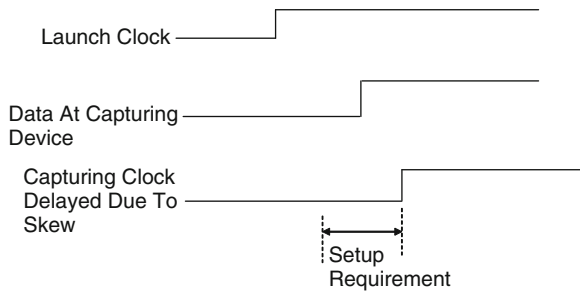 Launch Clock
Data At Capturing
Device
Capturing Clock
Delayed Due To
Skew
Setup
Requirement